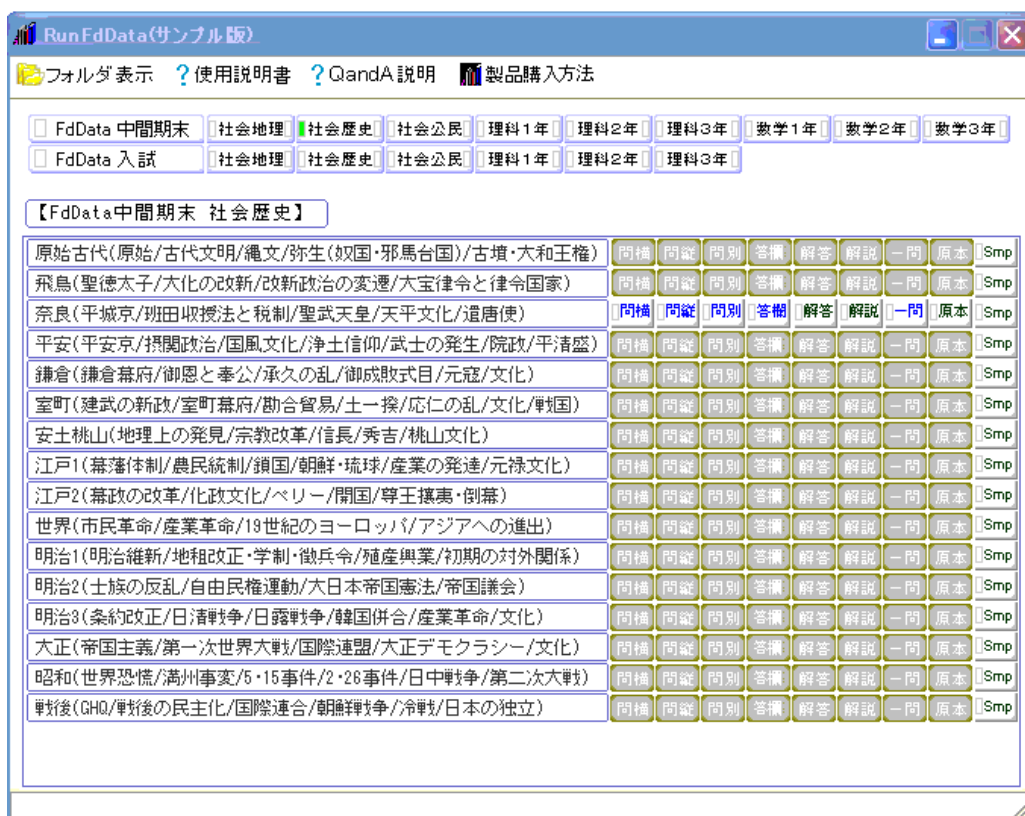 RunFdData(サンプル版)
フォルダ表示 ?使用説明書 ?QandA説明 製品購入方法
FdData 中間期末 社会地理 社会歴史 社会公民 理科1年 理科2年 理科3年 数学1年 数学2年 数学3年
FdData 入試 社会地理 社会歴史 社会公民 理科1年 理科2年 理科3年
【FdData中間期末 社会歴史】
原始古代(原始/古代文明/縄文/弥生(奴国・邪馬台国)/古墳・大和王権) 問横 問縦 問別 答欄 解答 解説 一問 原本 Smp
飛鳥(聖徳太子/大化の改新/改新政治の変遷/大宝律令と律令国家) 問横 問縦 問別 答欄 解答 解説 一問 原本 Smp
奈良(平城京/班田収授法と税制/聖武天皇/天平文化/遣唐使) 問横 問縦 問別 答欄 解答 解説 一問 原本 Smp
平安(平安京/摂関政治/国風文化/浄土信仰/武士の発生/院政/平清盛) 問横 問縦 問別 答欄 解答 解説 一問 原本 Smp
鎌倉(鎌倉幕府/御恩と奉公/承久の乱/御成敗式目/元寇/文化) 問横 問縦 問別 答欄 解答 解説 一問 原本 Smp
室町(建武の新政/室町幕府/勘合貿易/土一揆/応仁の乱/文化/戦国) 問横 問縦 問別 答欄 解答 解説 一問 原本 Smp
安土桃山(地理上の発見/宗教改革/信長/秀吉/桃山文化) 問横 問縦 問別 答欄 解答 解説 一問 原本 Smp
江戸1(幕藩体制/農民統制/鎖国/朝鮮・琉球/産業の発達/元禄文化) 問横 問縦 問別 答欄 解答 解説 一問 原本 Smp
江戸2(幕政の改革/化政文化/ペリー/開国/尊王攘夷・倒幕) 問横 問縦 問別 答欄 解答 解説 一問 原本 Smp
世界(市民革命/産業革命/19世紀のヨーロッパ/アジアへの進出) 問横 問縦 問別 答欄 解答 解説 一問 原本 Smp
明治1(明治維新/地租改正・学制・徴兵令/殖産興業/初期の対外関係) 問横 問縦 問別 答欄 解答 解説 一問 原本 Smp
明治2(士族の反乱/自由民権運動/大日本帝国憲法/帝国議会) 問横 問縦 問別 答欄 解答 解説 一問 原本 Smp
明治3(条約改正/日清戦争/日露戦争/韓国併合/産業革命/文化) 問横 問縦 問別 答欄 解答 解説 一問 原本 Smp
大正(帝国主義/第一次世界大戦/国際連盟/大正デモクラシー/文化) 問横 問縦 問別 答欄 解答 解説 一問 原本 Smp
昭和(世界恐慌/満州事変/5・15事件/2・26事件/日中戦争/第二次大戦) 問横 問縦 問別 答欄 解答 解説 一問 原本 Smp
戦後(GHQ/戦後の民主化/国際連合/朝鮮戦争/冷戦/日本の独立) 問横 問縦 問別 答欄 解答 解説 一問 原本 Smp